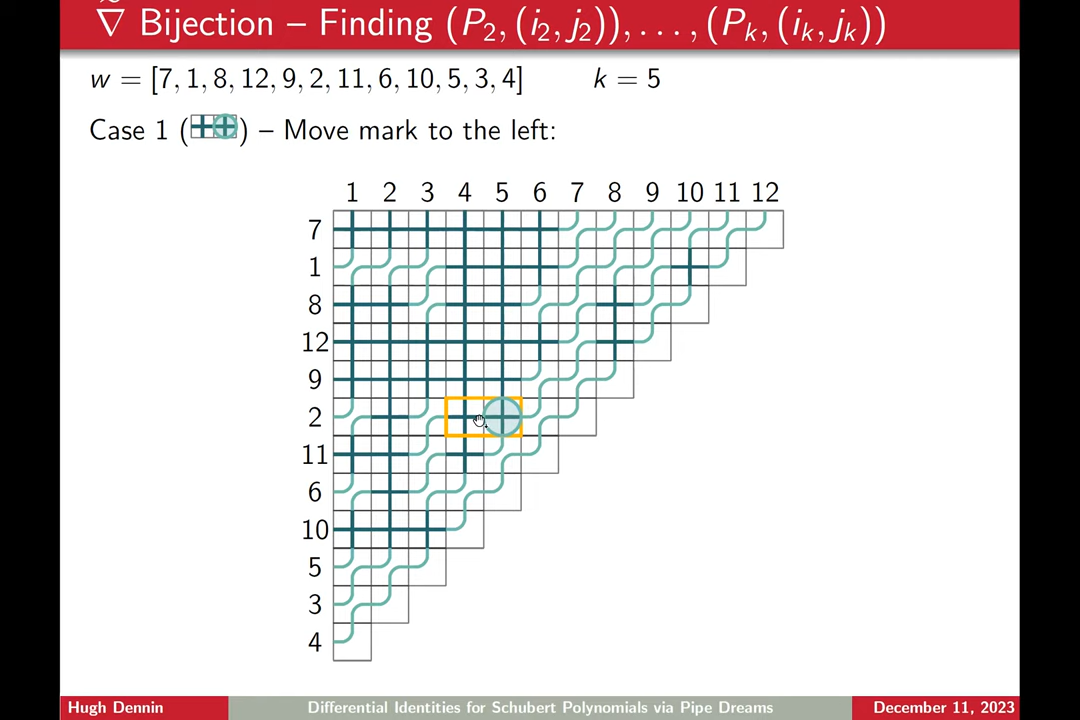 ∇̃ Bijection – Finding (P₂, (i₂, j₂)), . . . , (Pₖ, (iₖ, jₖ))
w = [7, 1, 8, 12, 9, 2, 11, 6, 10, 5, 3, 4] k = 5
Case 1 ( ) – Move mark to the left:
1 2 3 4 5 6 7 8 9 10 11 12
7
1
8
12
9
2
11
6
10
5
3
4
Hugh Dennin Differential Identities for Schubert Polynomials via Pipe Dreams December 11, 2023